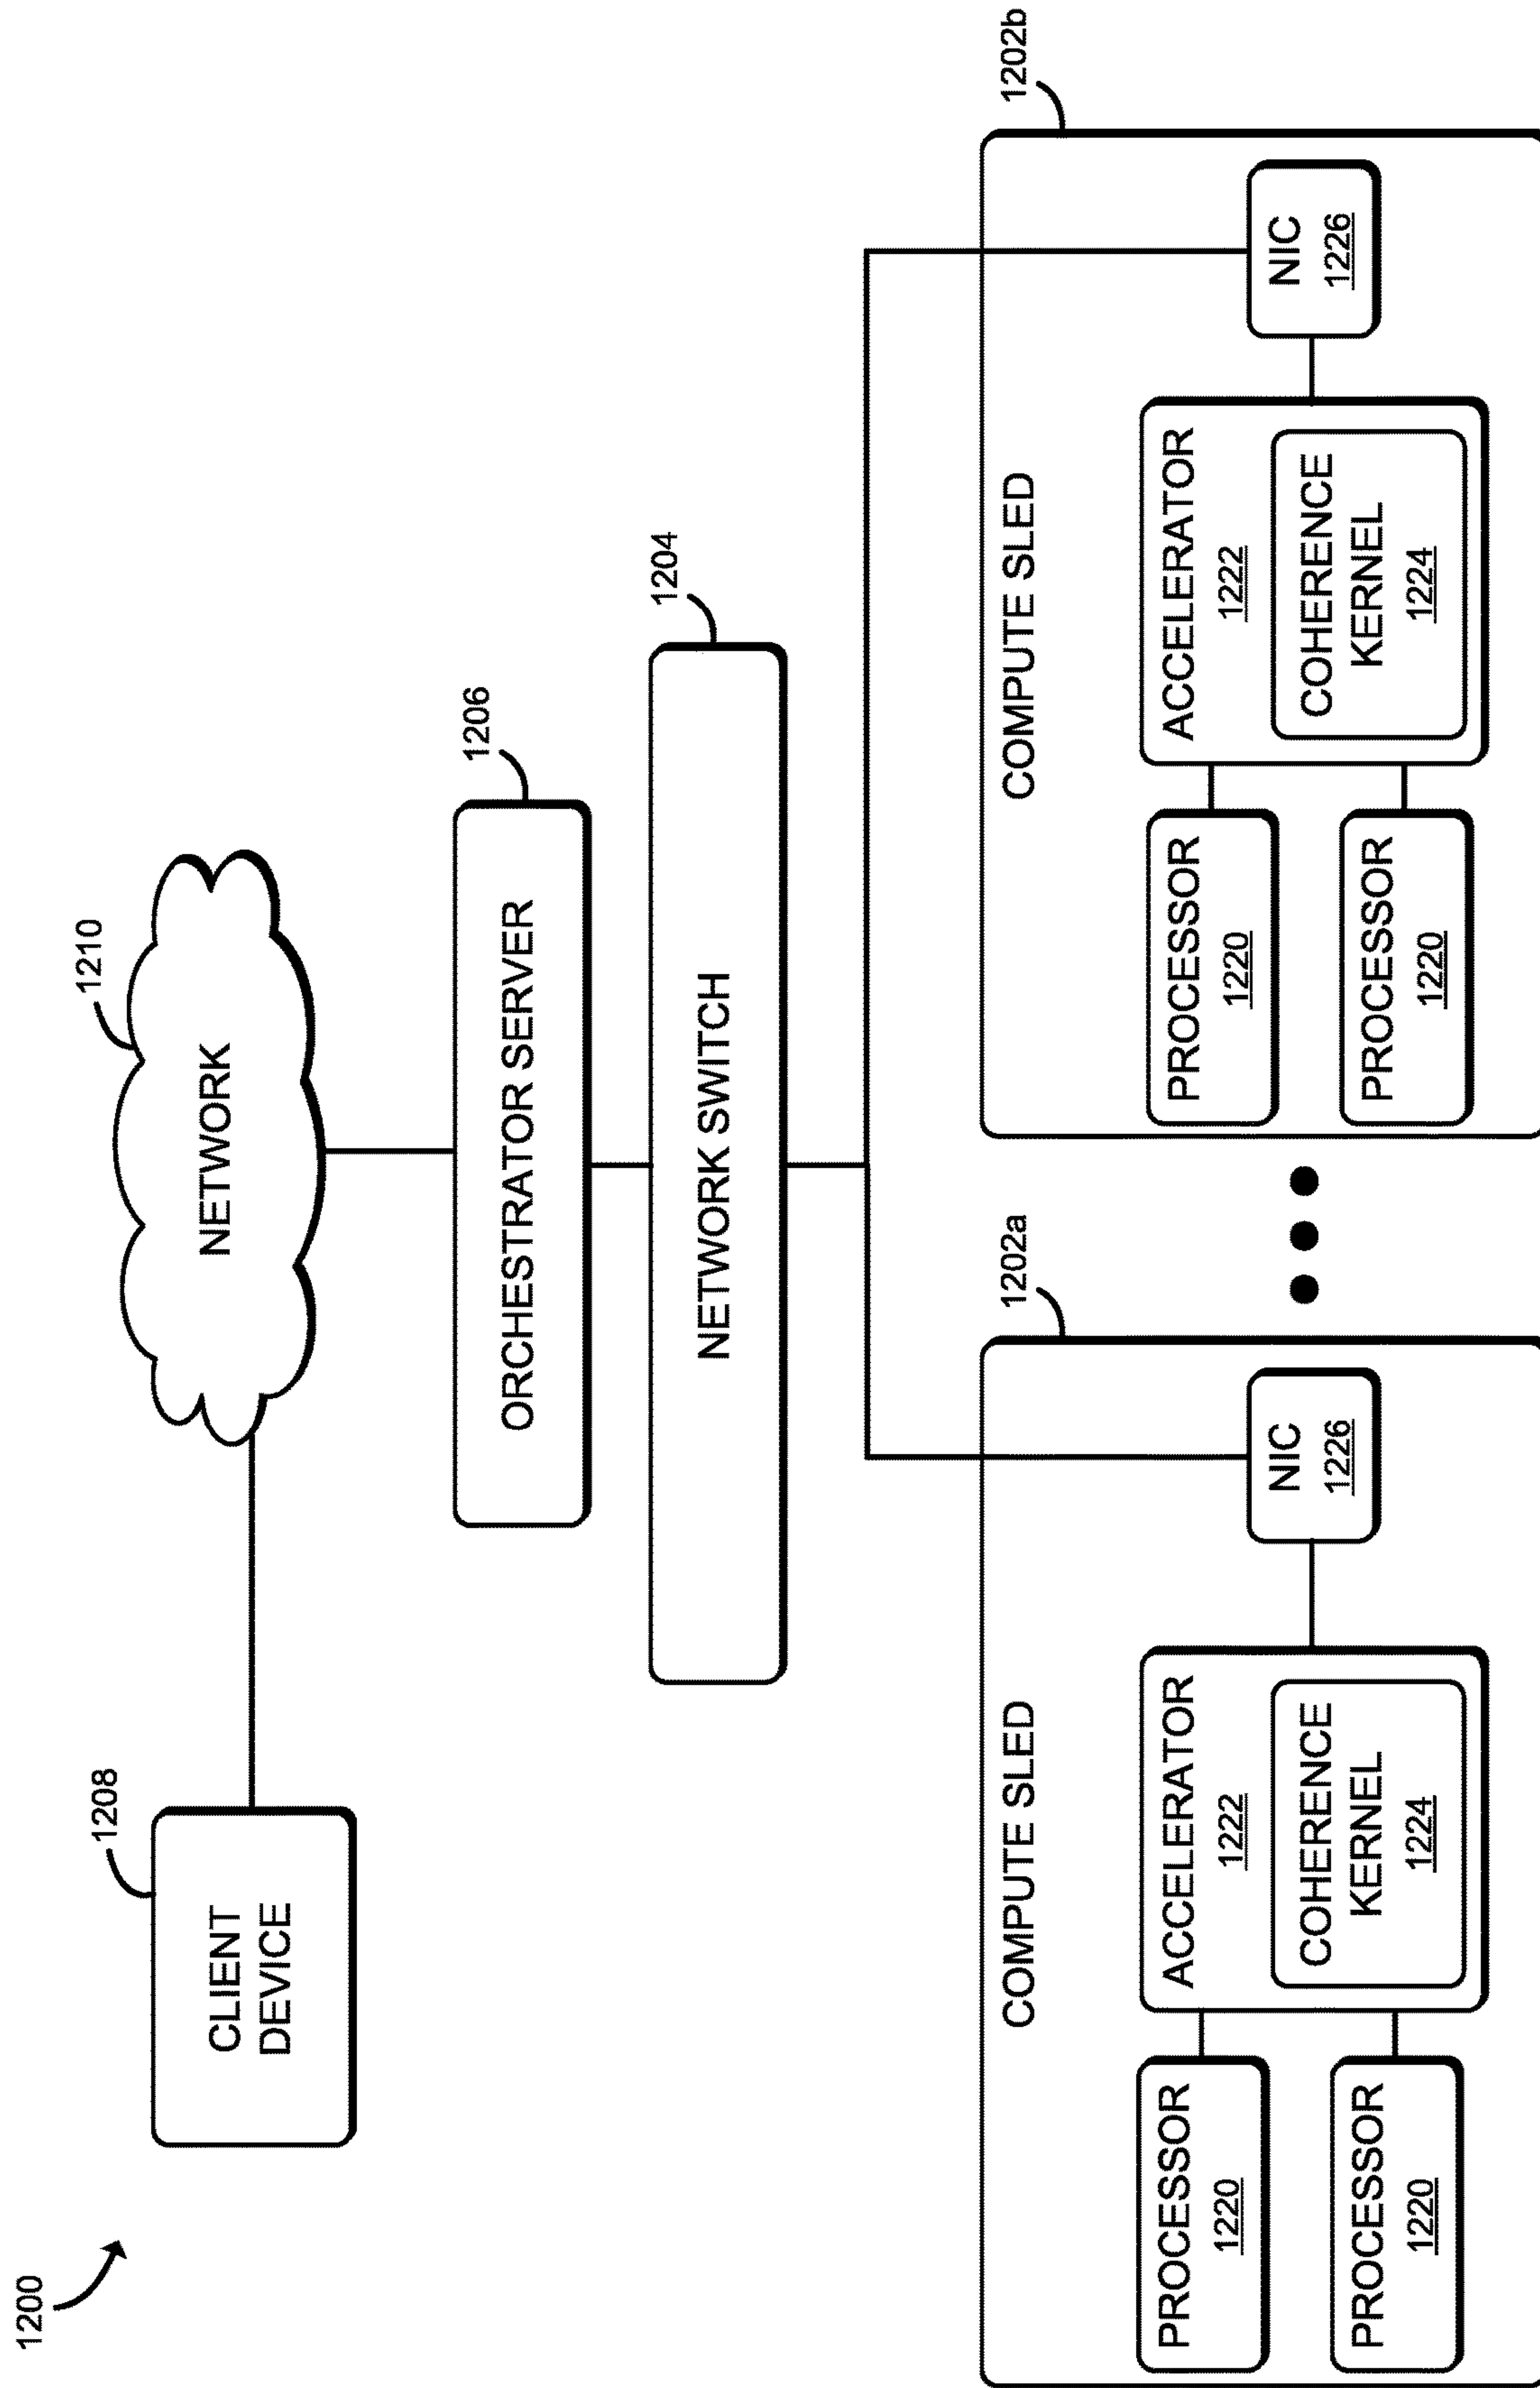 1200
1208
CLIENT
DEVICE
1210
NETWORK
1206
ORCHESTRATOR SERVER
1204
NETWORK SWITCH
1202a
COMPUTE SLED
PROCESSOR
1220
PROCESSOR
1220
ACCELERATOR
1222
COHERENCE
KERNEL
1224
NIC
1226
1202b
COMPUTE SLED
PROCESSOR
1220
PROCESSOR
1220
ACCELERATOR
1222
COHERENCE
KERNEL
1224
NIC
1226